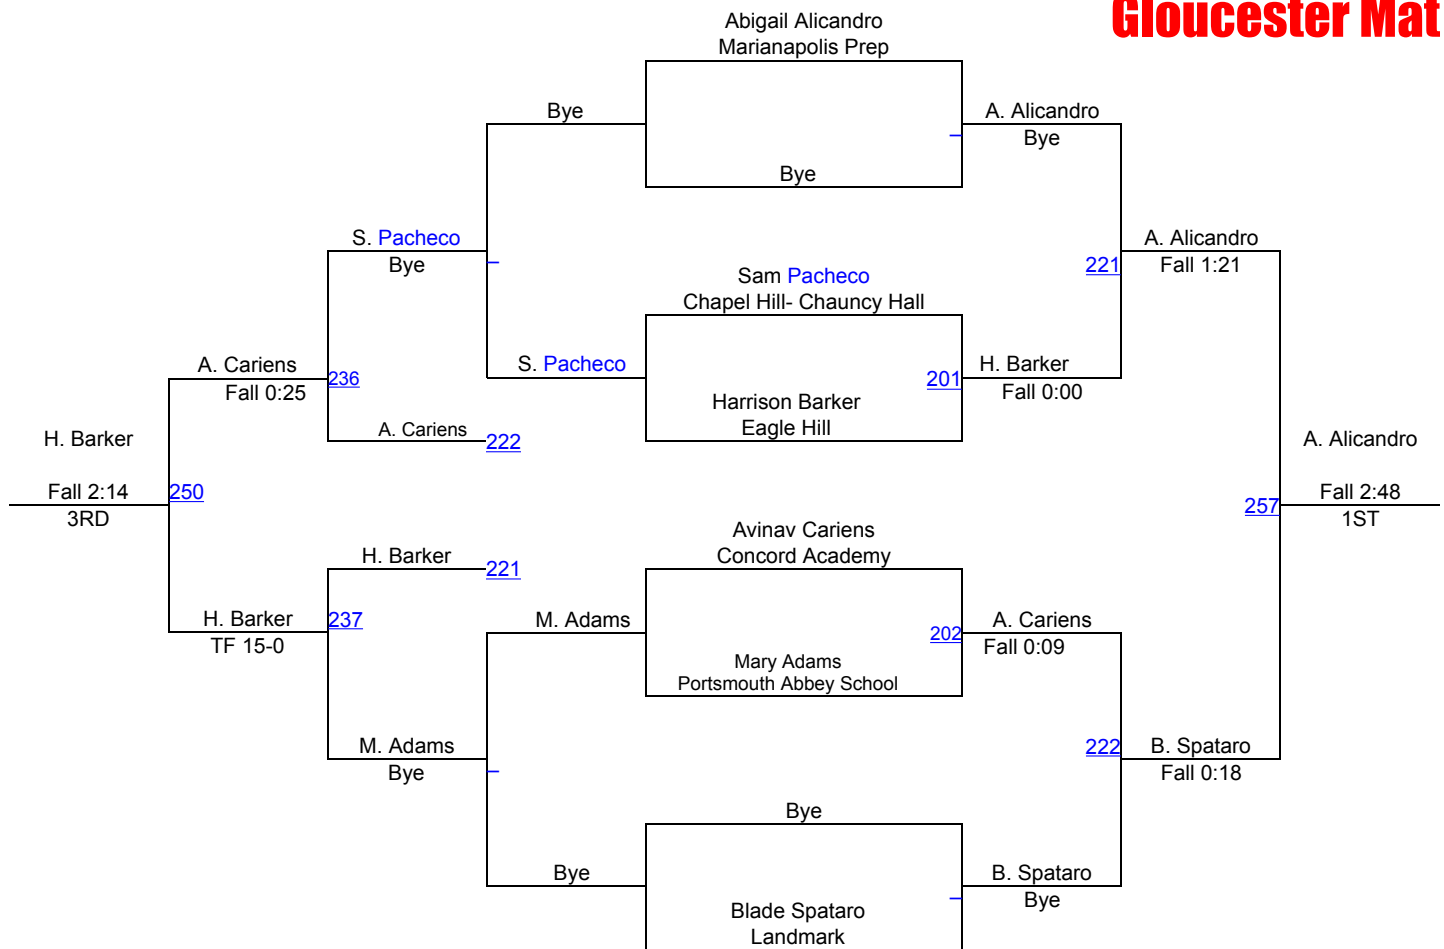 Gloucester Mat
Abigail Alicandro
Marianapolis Prep
Bye
A. Alicandro
Bye
Bye
S. Pacheco
Bye
A. Alicandro
Fall 1:21
221
Sam Pacheco
Chapel Hill- Chauncy Hall
S. Pacheco
A. Cariens
Fall 0:25
236
201
H. Barker
Fall 0:00
Harrison Barker
Eagle Hill
A. Cariens
222
H. Barker
Fall 2:14
3RD
250
A. Alicandro
Fall 2:48
1ST
257
Avinav Cariens
Concord Academy
H. Barker
221
H. Barker
TF 15-0
237
M. Adams
202
A. Cariens
Fall 0:09
Mary Adams
Portsmouth Abbey School
M. Adams
Bye
222
B. Spataro
Fall 0:18
Bye
Bye
B. Spataro
Bye
Blade Spataro
Landmark